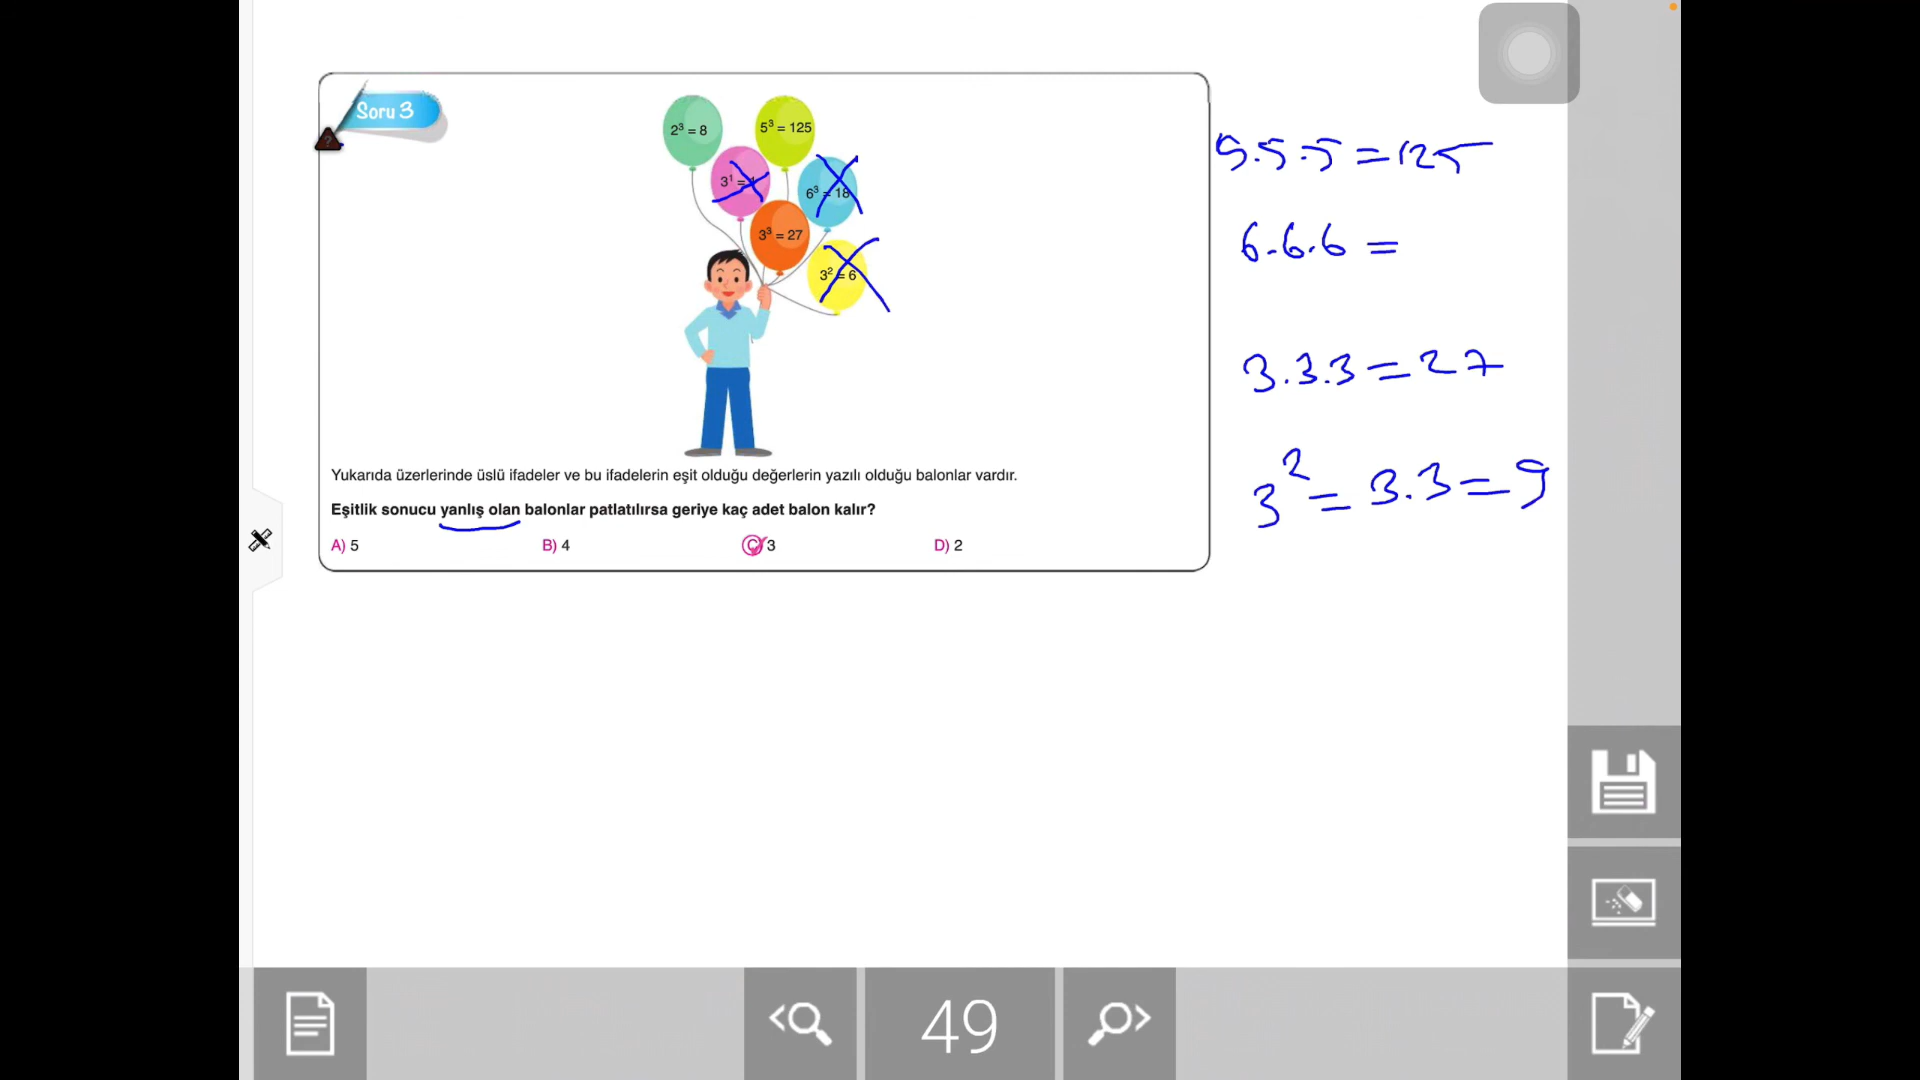 Soru 3
2³ = 8
5³ = 125
3¹ = 1
6³ = 18
3³ = 27
3² = 6
5.5.5=125
6.6.6=
3.3.3=27
3²=3.3=9
Yukarıda üzerlerinde üslü ifadeler ve bu ifadelerin eşit olduğu değerlerin yazılı olduğu balonlar vardır.
Eşitlik sonucu yanlış olan balonlar patlatılırsa geriye kaç adet balon kalır?
A) 5 B) 4 C) 3 D) 2
49